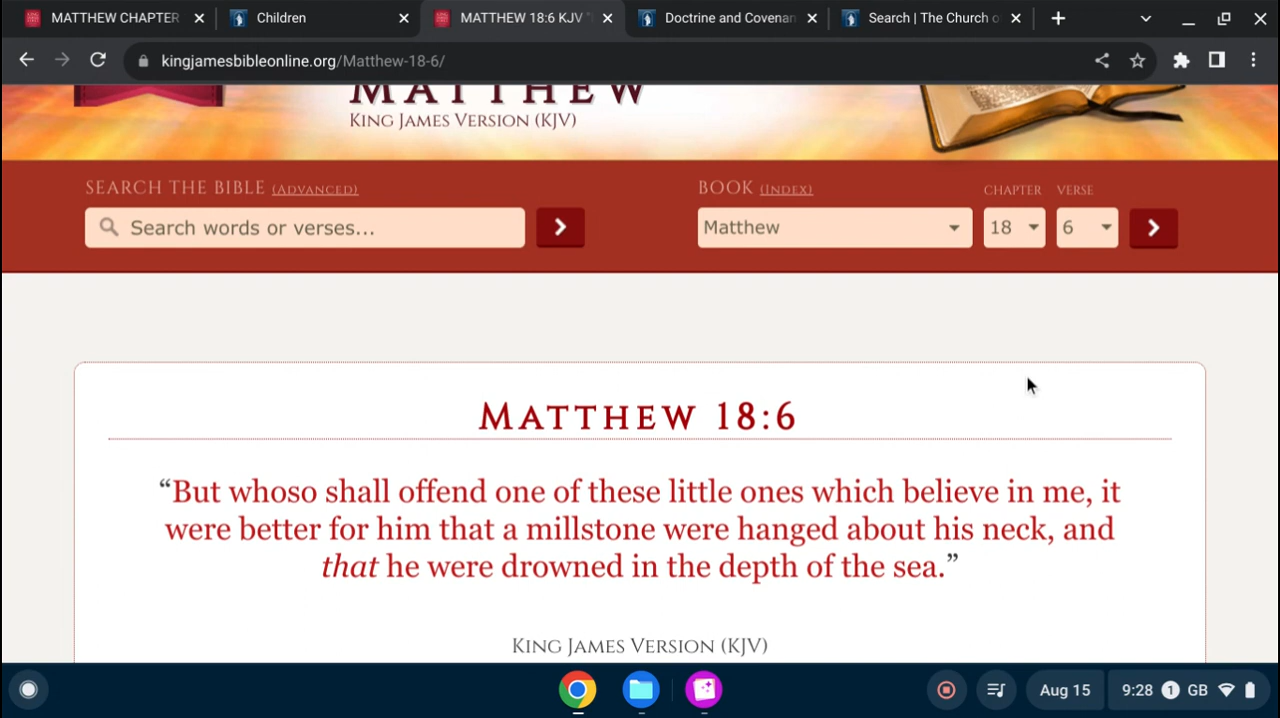 MATTHEW CHAPTER
Children
MATTHEW 18:6 KJV "
Doctrine and Covenan
Search | The Church o
kingjamesbibleonline.org/Matthew-18-6/
MATTHEW
King James Version (KJV)
SEARCH THE BIBLE (Advanced)
BOOK (Index)
CHAPTER
VERSE
Search words or verses...
Matthew
18
6
Matthew 18:6
“But whoso shall offend one of these little ones which believe in me, it
were better for him that a millstone were hanged about his neck, and
that he were drowned in the depth of the sea.”
King James Version (KJV)
Aug 15
9:28
1
GB